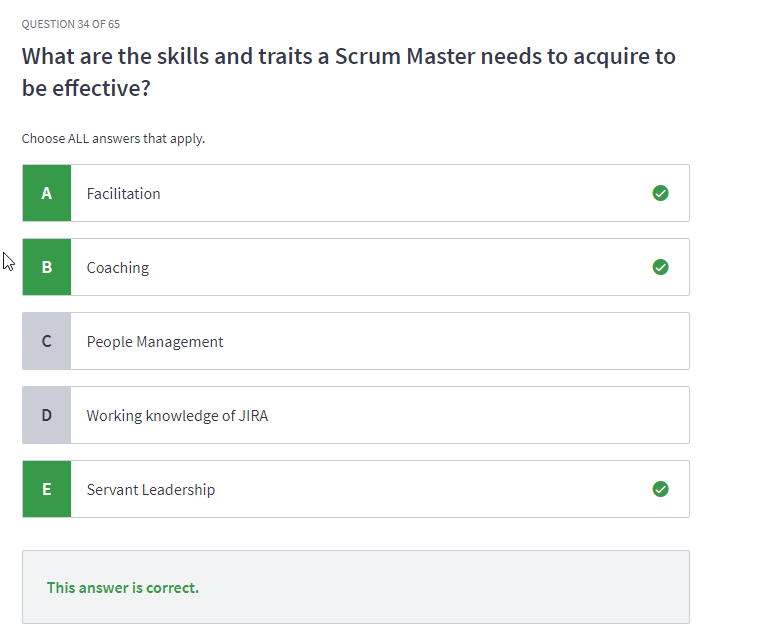 QUESTION 34 OF 65
What are the skills and traits a Scrum Master needs to acquire to
be effective?
Choose ALL answers that apply.
A Facilitation
B Coaching
C People Management
D Working knowledge of JIRA
E Servant Leadership
This answer is correct.